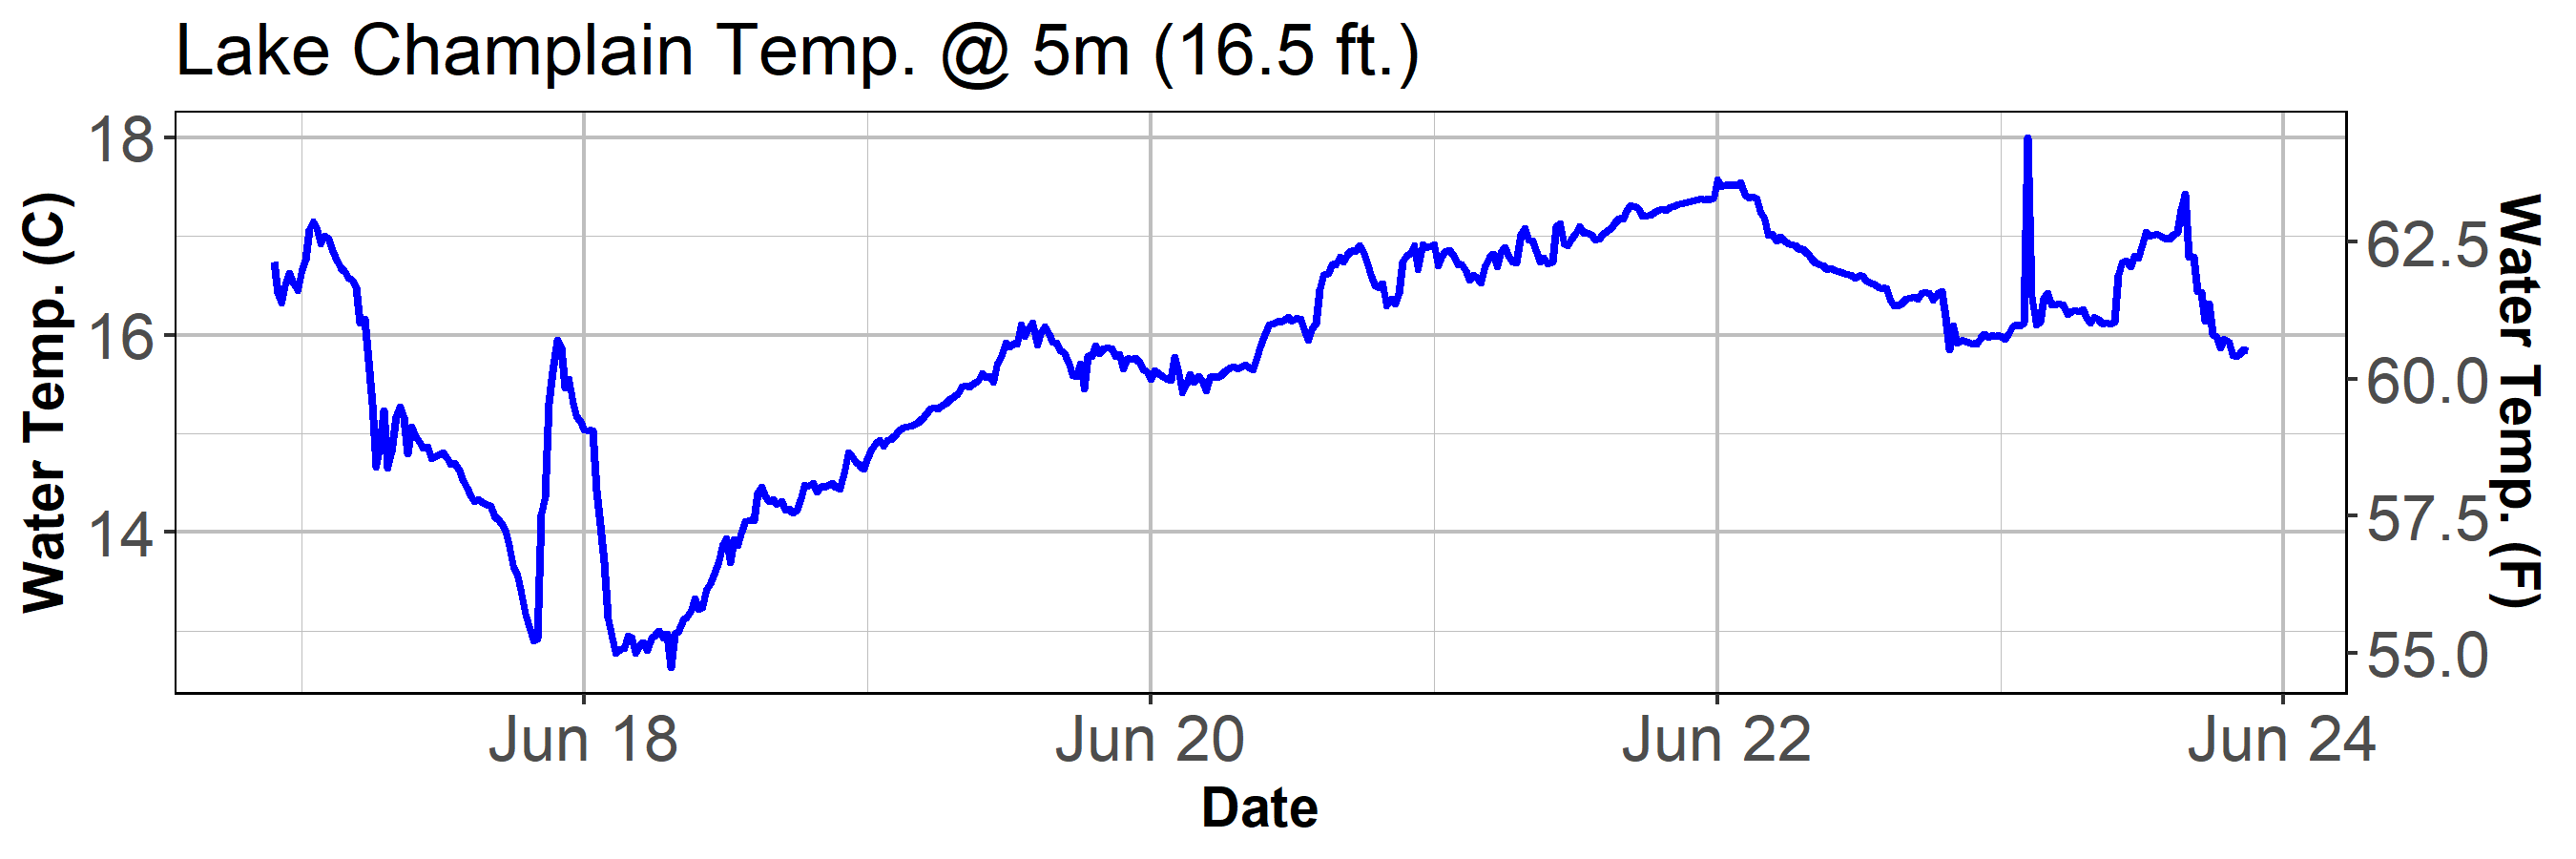 Lake Champlain Temp. @ 5m (16.5 ft.)
Water Temp. (C)
18
16
14
62.5
60.0
57.5
55.0
Water Temp. (F)
Jun 18
Jun 20
Jun 22
Jun 24
Date